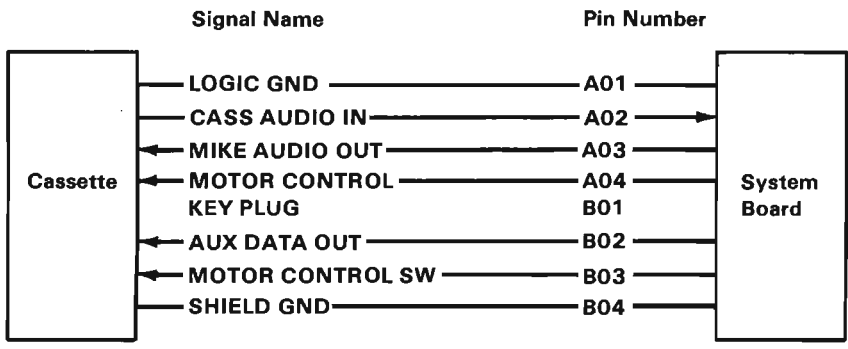 Signal Name Pin Number
LOGIC GND A01
CASS AUDIO IN A02
MIKE AUDIO OUT A03
Cassette MOTOR CONTROL A04 System
KEY PLUG B01 Board
AUX DATA OUT B02
MOTOR CONTROL SW B03
SHIELD GND B04